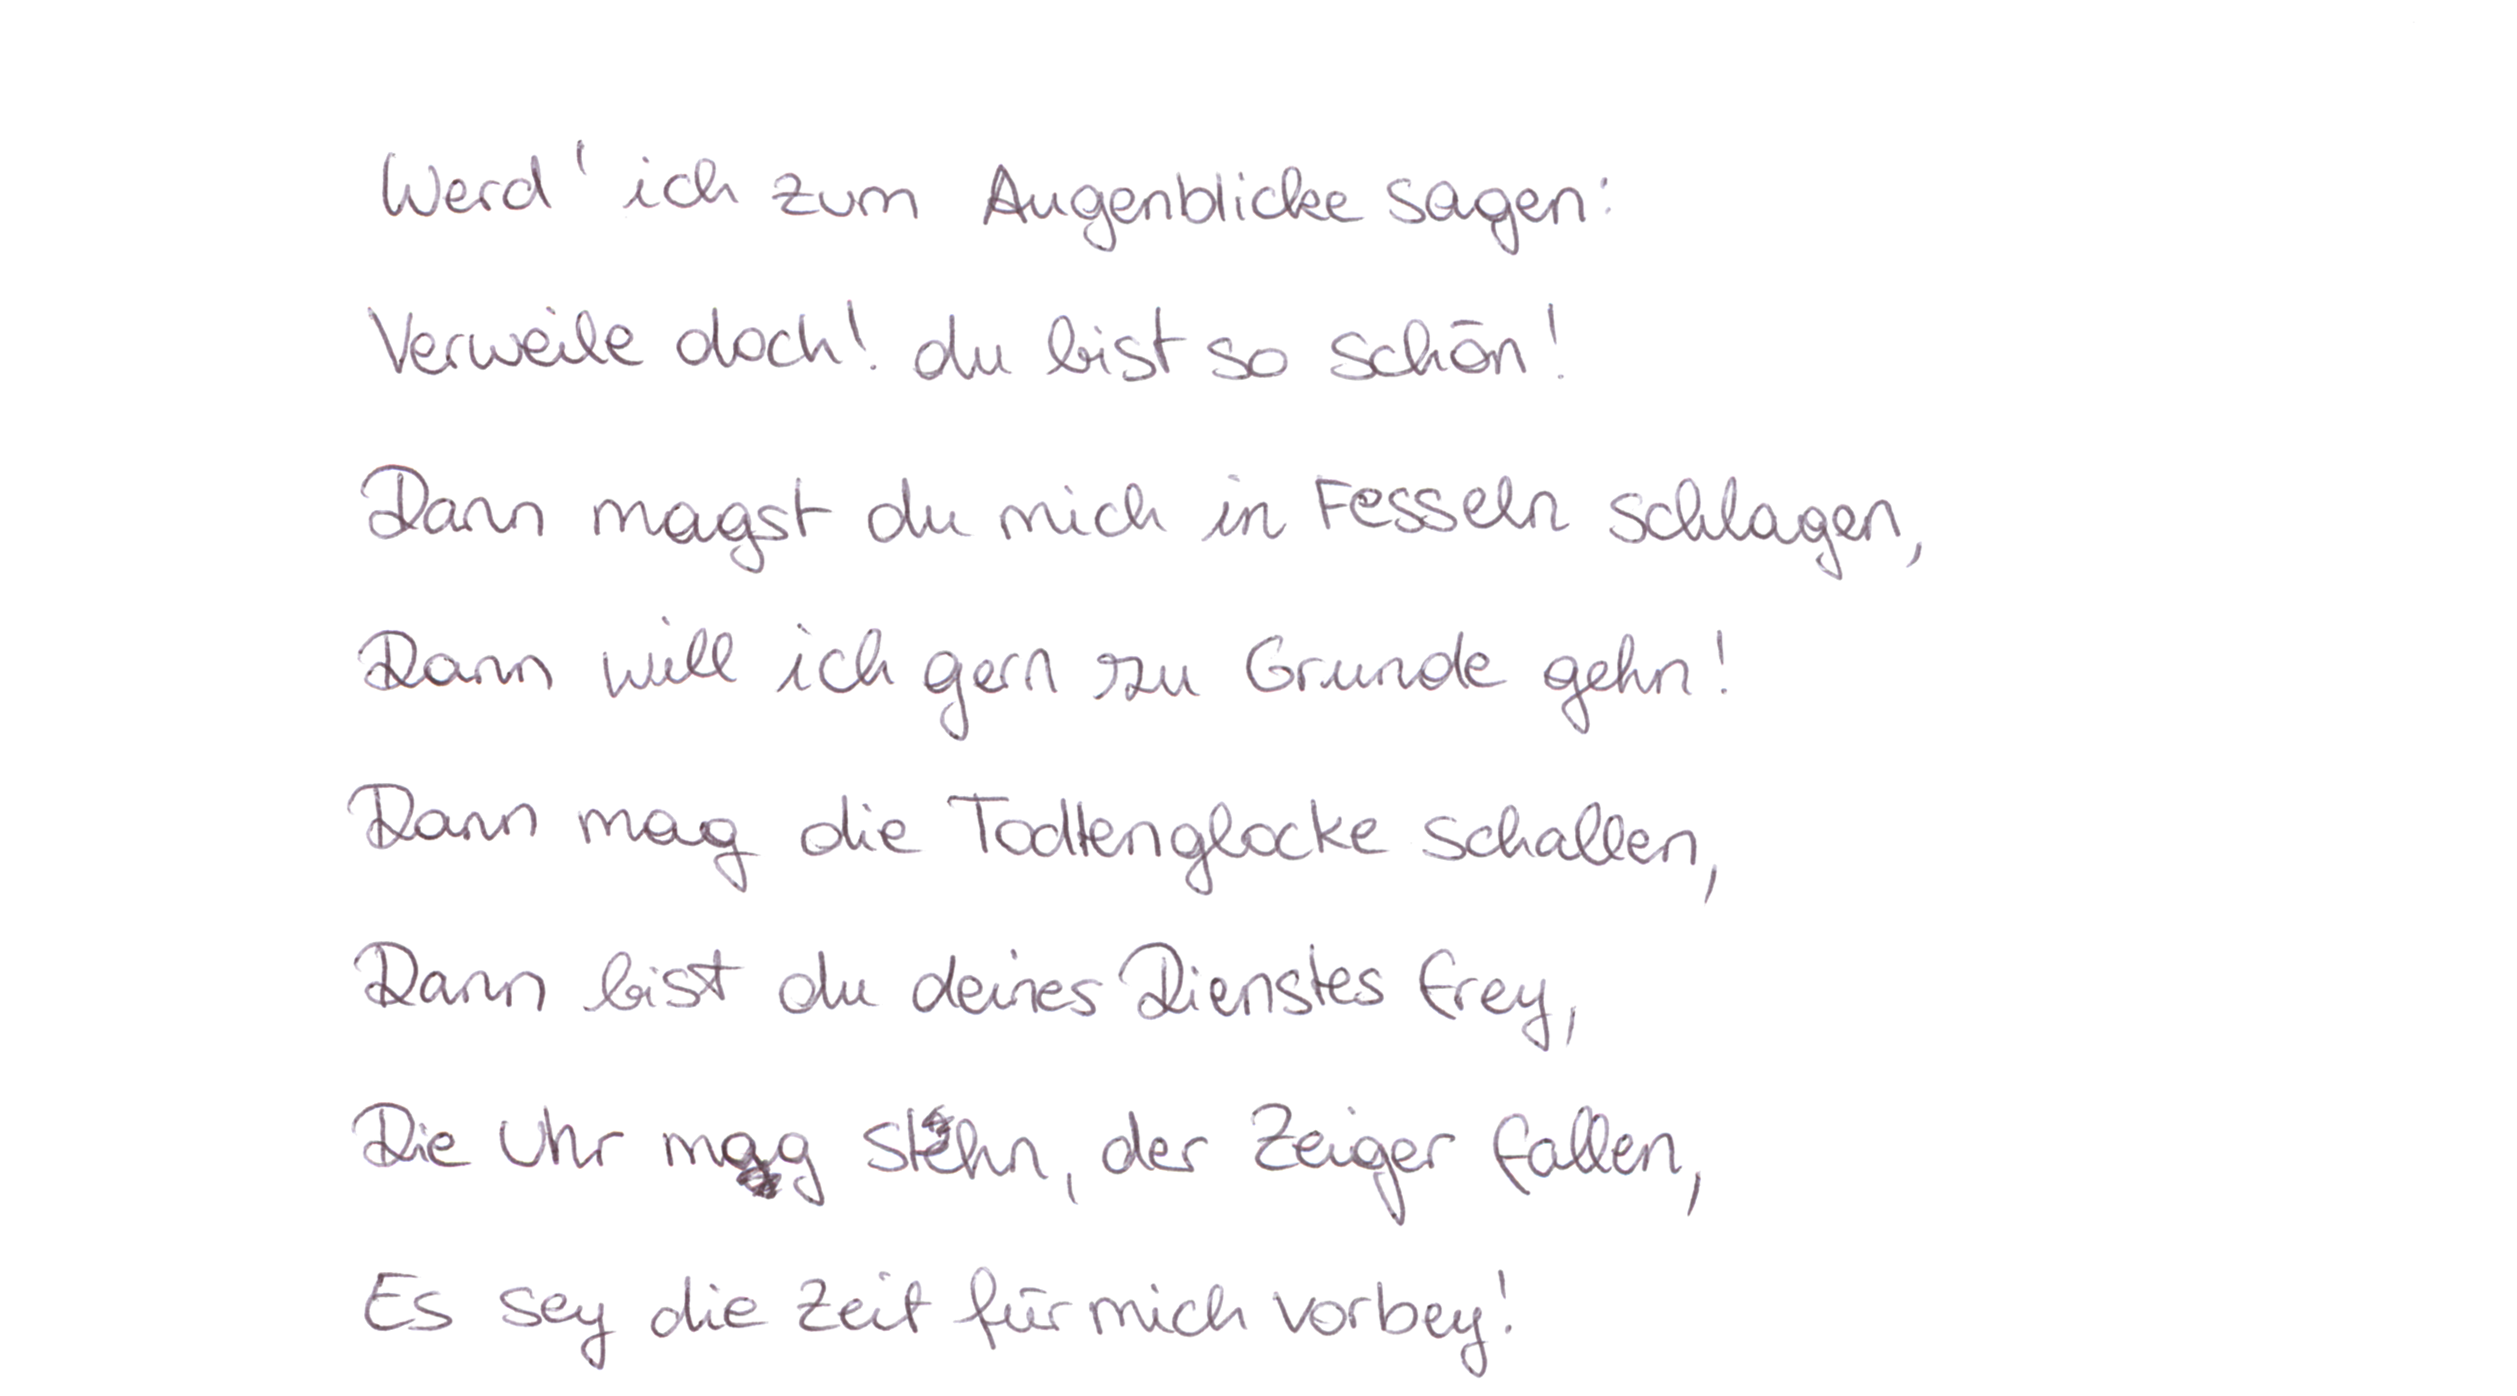 Werd' ich zum Augenblicke sagen:
Verweile doch! du bist so schön!
Dann magst du mich in Fesseln schlagen,
Dann will ich gern zu Grunde gehn!
Dann mag die Todtenglocke schallen,
Dann bist du deines Dienstes frey,
Die Uhr mag stehn, der Zeiger fallen,
Es sey die Zeit für mich vorbey!